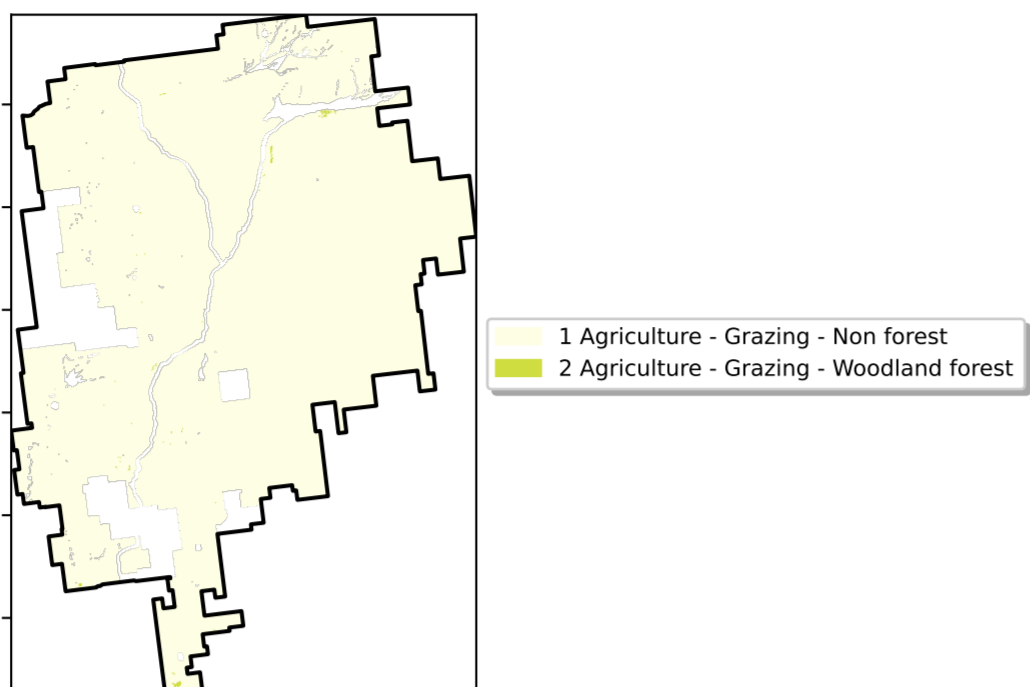 1 Agriculture - Grazing - Non forest
2 Agriculture - Grazing - Woodland forest